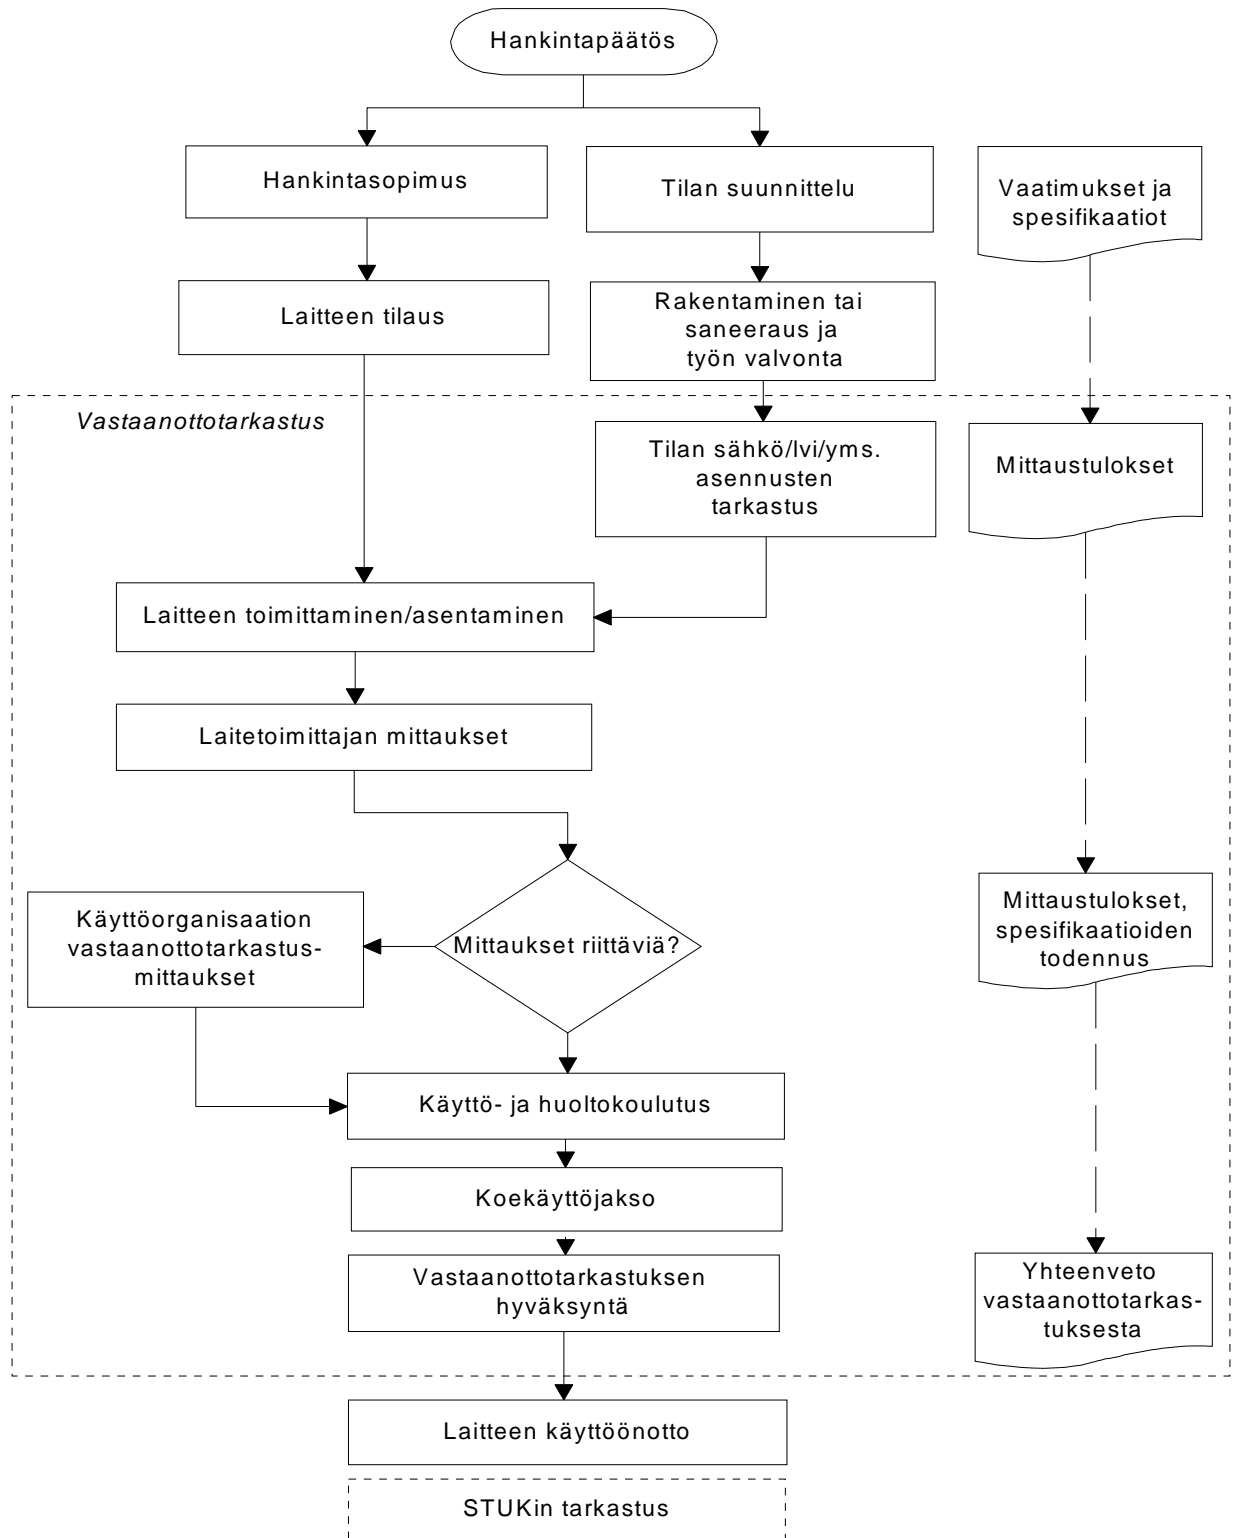 Hankintapäätös
Hankintasopimus
Tilan suunnittelu
Vaatimukset ja
spesifikaatiot
Laitteen tilaus
Rakentaminen tai
saneeraus ja
työn valvonta
Vastaanottotarkastus
Tilan sähkö/lvi/yms.
asennusten
tarkastus
Mittaustulokset
Laitteen toimittaminen/asentaminen
Laitetoimittajan mittaukset
Käyttöorganisaation
vastaanottotarkastus-
mittaukset
Mittaukset riittäviä?
Mittaustulokset,
spesifikaatioiden
todennus
Käyttö- ja huoltokoulutus
Koekäyttöjakso
Vastaanottotarkastuksen
hyväksyntä
Yhteenveto
vastaanottotarkas-
tuksesta
Laitteen käyttöönotto
STUKin tarkastus